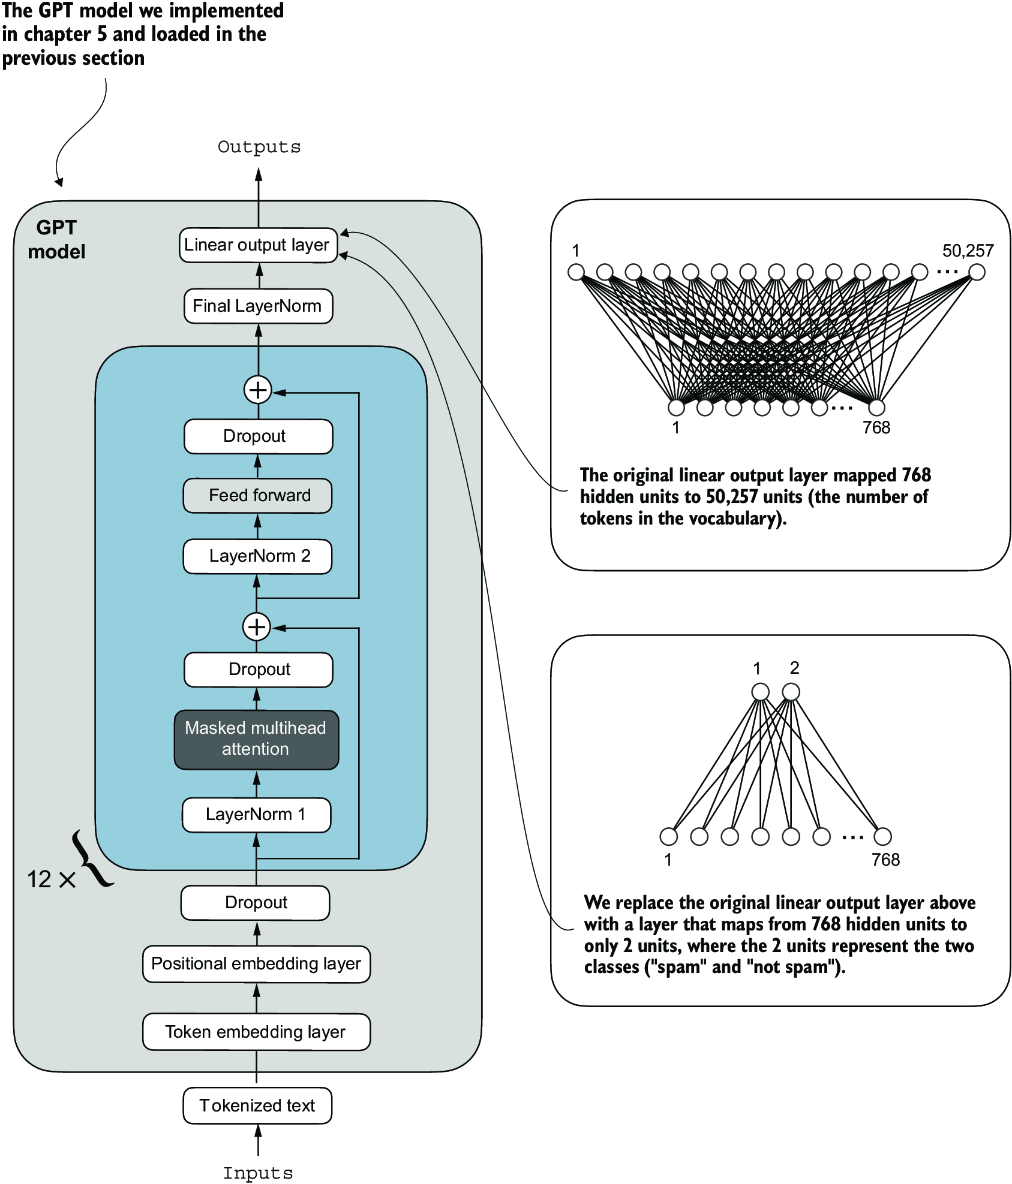 The GPT model we implemented
in chapter 5 and loaded in the
previous section
Outputs
GPT
model
Linear output layer
Final LayerNorm
+
Dropout
Feed forward
LayerNorm 2
+
Dropout
Masked multihead
attention
LayerNorm 1
12 ×
{
Dropout
Positional embedding layer
Token embedding layer
Tokenized text
Inputs
1 50,257
...
...
1 768
The original linear output layer mapped 768
hidden units to 50,257 units (the number of
tokens in the vocabulary).
1 2
...
1 768
We replace the original linear output layer above
with a layer that maps from 768 hidden units to
only 2 units, where the 2 units represent the two
classes ("spam" and "not spam").